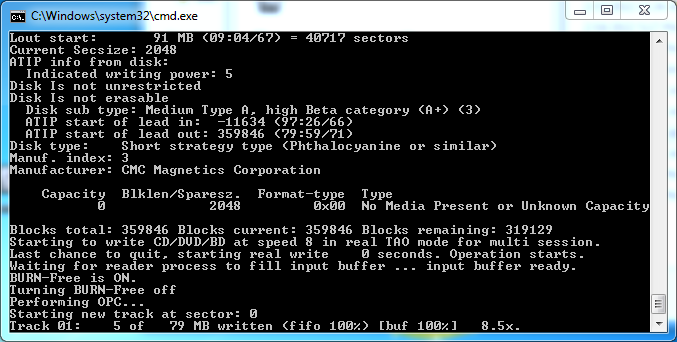 C:\Windows\system32\cmd.exe
Lout start:       91 MB (09:04/67) = 40717 sectors
Current Secsize: 2048
ATIP info from disk:
  Indicated writing power: 5
Disk Is not unrestricted
Disk Is not erasable
  Disk sub type: Medium Type A, high Beta category (A+) (3)
  ATIP start of lead in:  -11634 (97:26/66)
  ATIP start of lead out: 359846 (79:59/71)
Disk type:    Short strategy type (Phthalocyanine or similar)
Manuf. index: 3
Manufacturer: CMC Magnetics Corporation
    Capacity  Blklen/Sparesz.  Format-type  Type
           0             2048         0x00  No Media Present or Unknown Capacity
Blocks total: 359846 Blocks current: 359846 Blocks remaining: 319129
Starting to write CD/DVD/BD at speed 8 in real TAO mode for multi session.
Last chance to quit, starting real write    0 seconds. Operation starts.
Waiting for reader process to fill input buffer ... input buffer ready.
BURN-Free is ON.
Turning BURN-Free off
Performing OPC...
Starting new track at sector: 0
Track 01:    5 of   79 MB written (fifo 100%) [buf 100%]   8.5x.